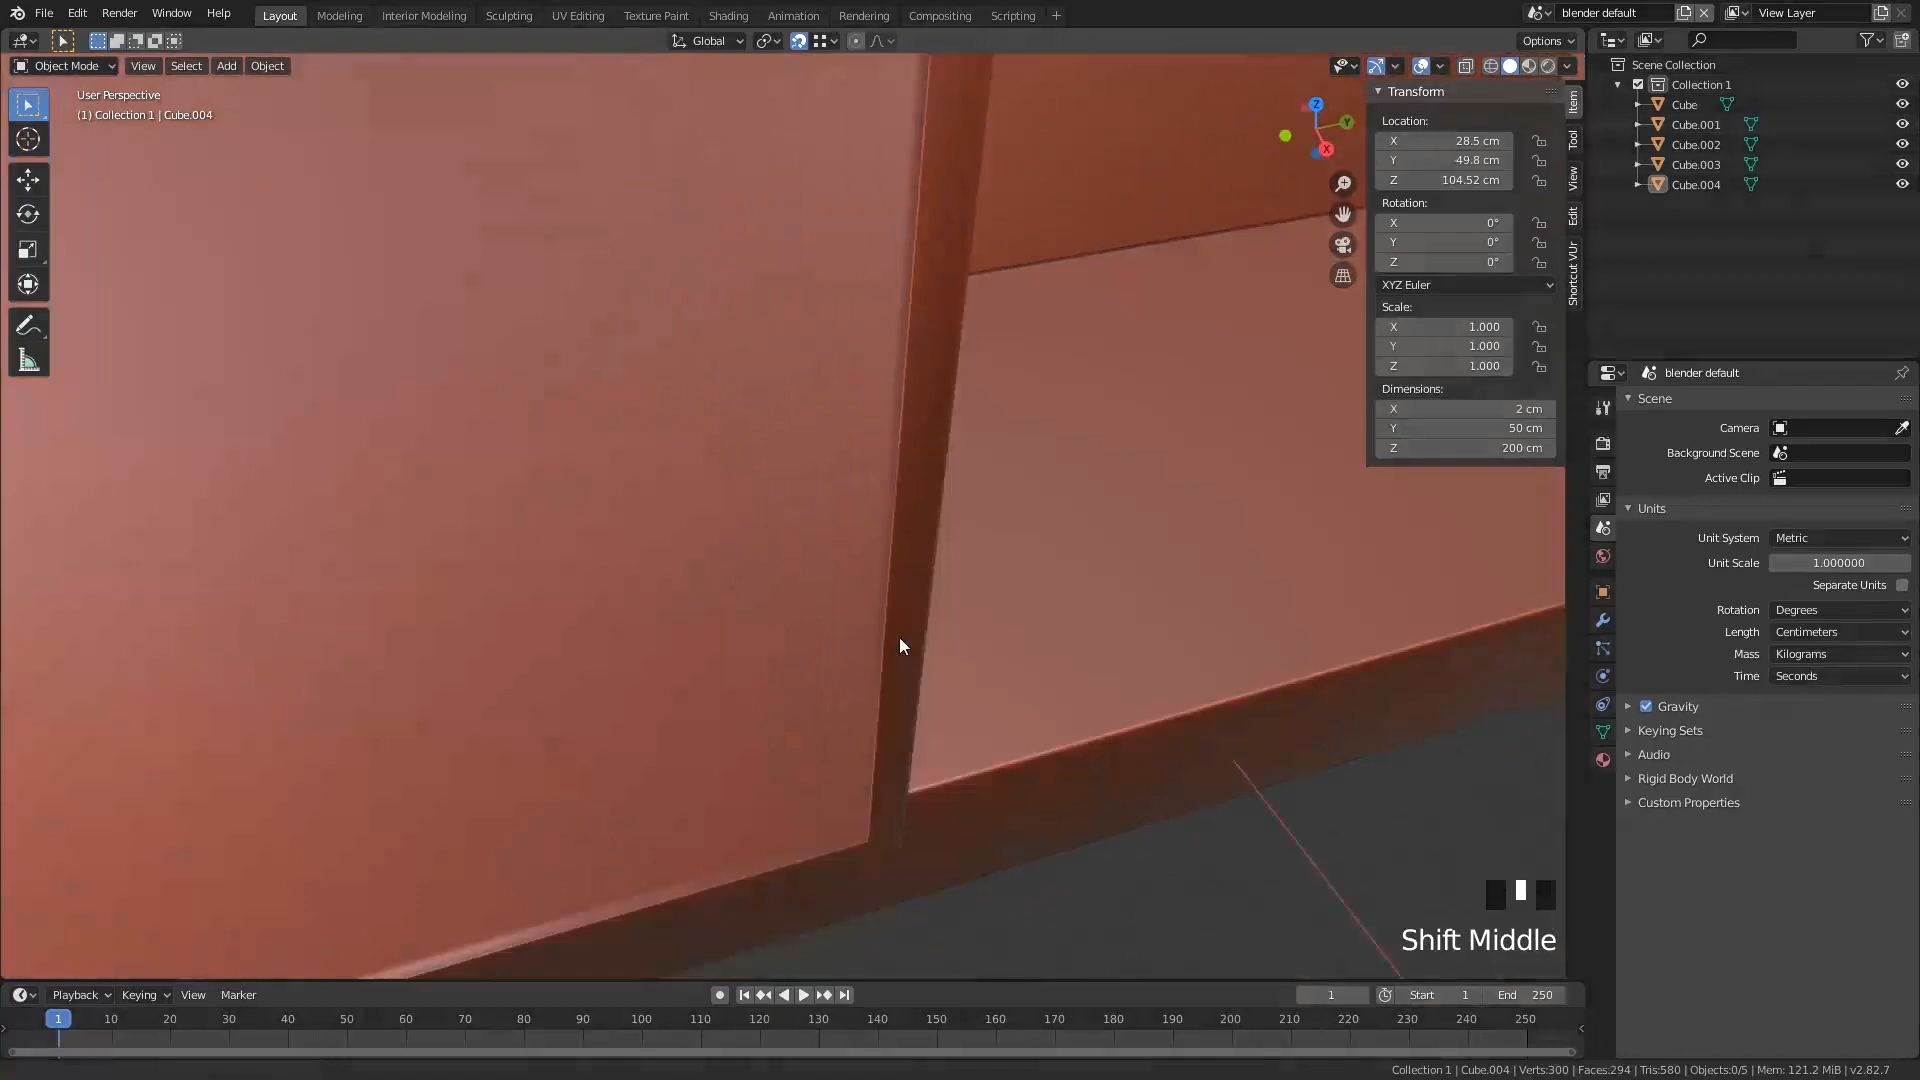 File Edit Render Window Help
Layout Modeling Interior Modeling Sculpting UV Editing Texture Paint Shading Animation Rendering Compositing Scripting +
blender default
View Layer
Global
Options
Object Mode View Select Add Object
User Perspective
(1) Collection 1 | Cube.004
Z
Y
X
Transform
Location:
X 28.5 cm
Y -49.8 cm
Z 104.52 cm
Rotation:
X 0°
Y 0°
Z 0°
XYZ Euler
Scale:
X 1.000
Y 1.000
Z 1.000
Dimensions:
X 2 cm
Y 50 cm
Z 200 cm
Item
Tool
View
Edit
Shortcut VUr
Scene Collection
Collection 1
Cube
Cube.001
Cube.002
Cube.003
Cube.004
blender default
Scene
Camera
Background Scene
Active Clip
Units
Unit System Metric
Unit Scale 1.000000
Separate Units
Rotation Degrees
Length Centimeters
Mass Kilograms
Time Seconds
Gravity
Keying Sets
Audio
Rigid Body World
Custom Properties
Shift Middle
Playback Keying View Marker
1
Start 1
End 250
1 10 20 30 40 50 60 70 80 90 100 110 120 130 140 150 160 170 180 190 200 210 220 230 240 250
Collection 1 | Cube.004 | Verts:300 | Faces:294 | Tris:580 | Objects:0/5 | Mem: 121.2 MiB | v2.82.7